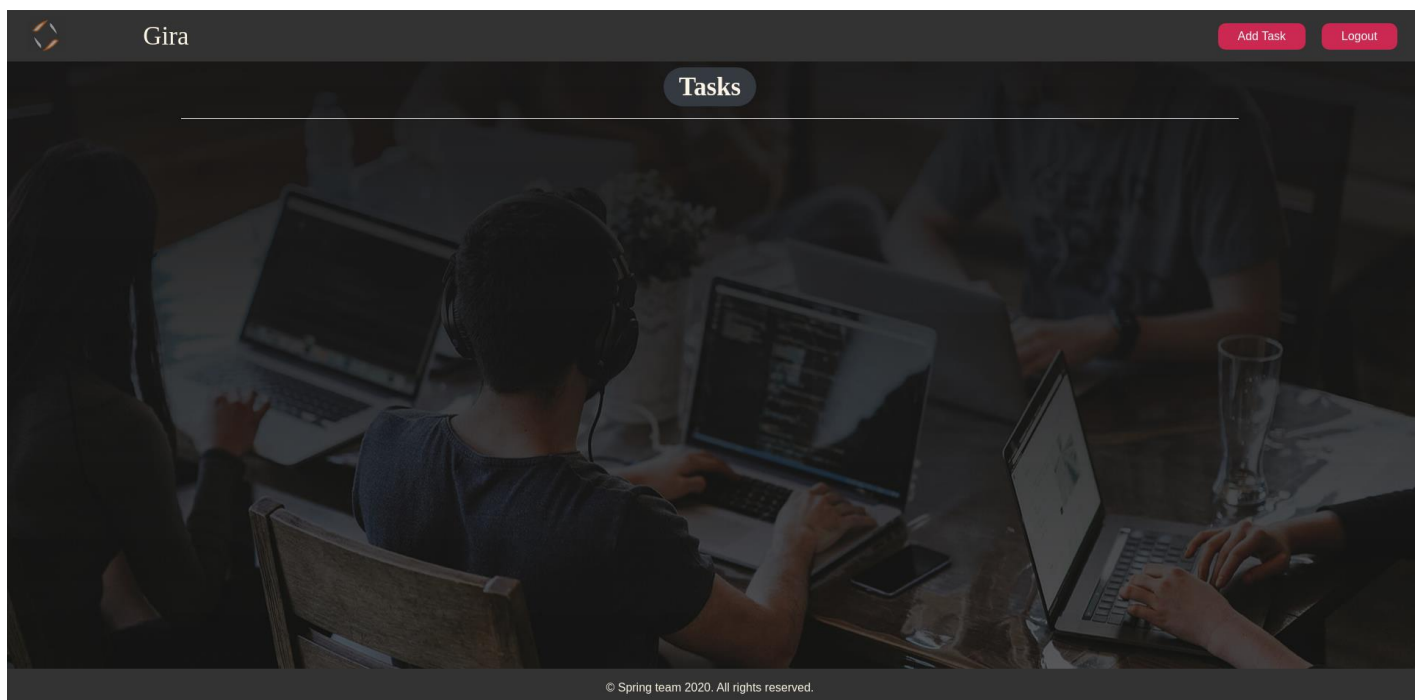 Gira
Add Task
Logout
Tasks
© Spring team 2020. All rights reserved.